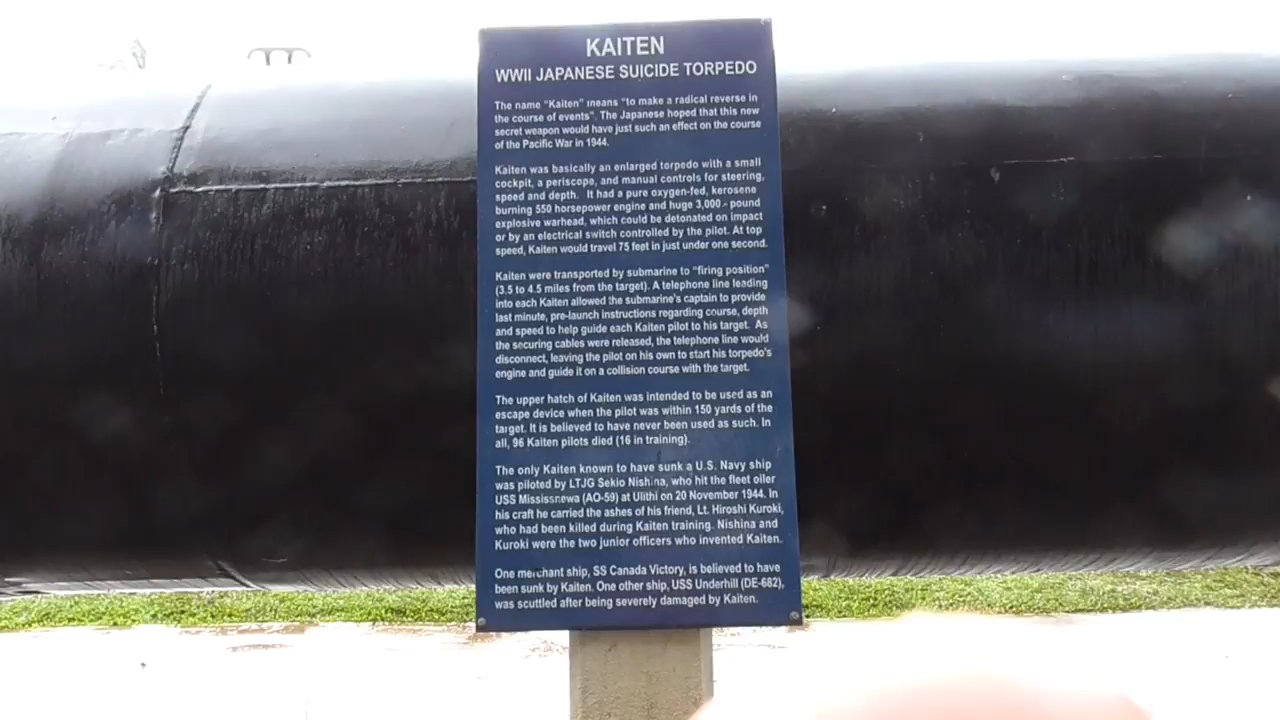 KAITEN
WWII JAPANESE SUICIDE TORPEDO
The name "Kaiten" means "to make a radical reverse in
the course of events". The Japanese hoped that this new
secret weapon would have just such an effect on the course
of the Pacific War in 1944.
Kaiten was basically an enlarged torpedo with a small
cockpit, a periscope, and manual controls for steering,
speed and depth. It had a pure oxygen-fed, kerosene
burning 550 horsepower engine and huge 3,000 - pound
explosive warhead, which could be detonated on impact
or by an electrical switch controlled by the pilot. At top
speed, Kaiten would travel 75 feet in just under one second.
Kaiten were transported by submarine to "firing position"
(3.5 to 4.5 miles from the target). A telephone line leading
into each Kaiten allowed the submarine's captain to provide
last minute, pre-launch instructions regarding course, depth
and speed to help guide each Kaiten pilot to his target. As
the securing cables were released, the telephone line would
disconnect, leaving the pilot on his own to start his torpedo's
engine and guide it on a collision course with the target.
The upper hatch of Kaiten was intended to be used as an
escape device when the pilot was within 150 yards of the
target. It is believed to have never been used as such. In
all, 96 Kaiten pilots died (16 in training).
The only Kaiten known to have sunk a U.S. Navy ship
was piloted by LTJG Sekio Nishina, who hit the fleet oiler
USS Mississnewa (AO-59) at Ulithi on 20 November 1944. In
his craft he carried the ashes of his friend, Lt. Hiroshi Kuroki,
who had been killed during Kaiten training. Nishina and
Kuroki were the two junior officers who invented Kaiten.
One merchant ship, SS Canada Victory, is believed to have
been sunk by Kaiten. One other ship, USS Underhill (DE-682),
was scuttled after being severely damaged by Kaiten.